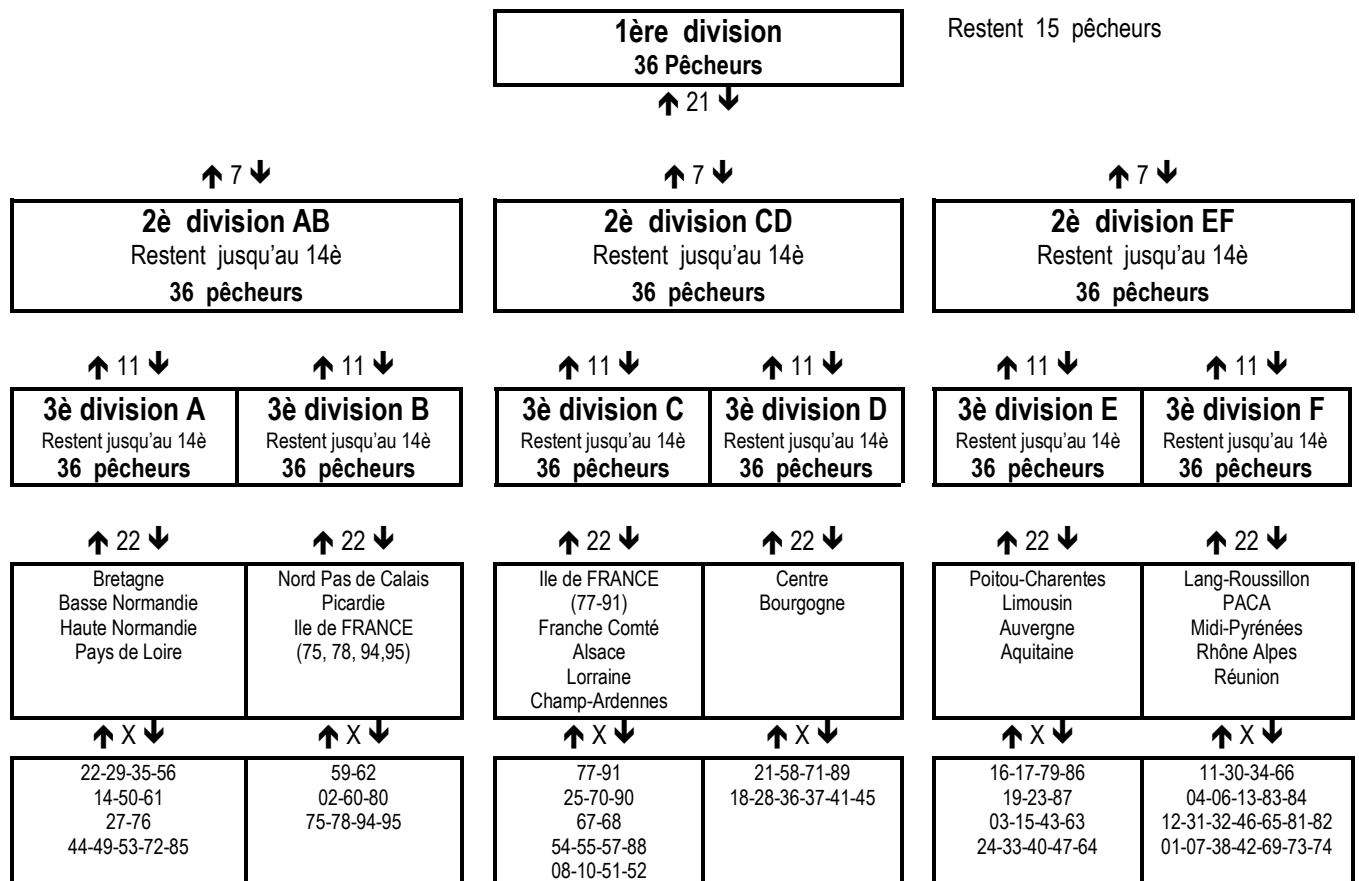 1ère division
36 Pêcheurs
Restent 15 pêcheurs
↑ 21 ↓
↑ 7 ↓
↑ 7 ↓
↑ 7 ↓
2è division AB
Restent jusqu'au 14è
36 pêcheurs
2è division CD
Restent jusqu'au 14è
36 pêcheurs
2è division EF
Restent jusqu'au 14è
36 pêcheurs
↑ 11 ↓
↑ 11 ↓
↑ 11 ↓
↑ 11 ↓
↑ 11 ↓
↑ 11 ↓
3è division A
Restent jusqu'au 14è
36 pêcheurs
3è division B
Restent jusqu'au 14è
36 pêcheurs
3è division C
Restent jusqu'au 14è
36 pêcheurs
3è division D
Restent jusqu'au 14è
36 pêcheurs
3è division E
Restent jusqu'au 14è
36 pêcheurs
3è division F
Restent jusqu'au 14è
36 pêcheurs
↑ 22 ↓
↑ 22 ↓
↑ 22 ↓
↑ 22 ↓
↑ 22 ↓
↑ 22 ↓
Bretagne
Basse Normandie
Haute Normandie
Pays de Loire
Nord Pas de Calais
Picardie
Ile de FRANCE
(75, 78, 94,95)
Ile de FRANCE
(77-91)
Franche Comté
Alsace
Lorraine
Champ-Ardennes
Centre
Bourgogne
Poitou-Charentes
Limousin
Auvergne
Aquitaine
Lang-Roussillon
PACA
Midi-Pyrénées
Rhône Alpes
Réunion
↑ X ↓
↑ X ↓
↑ X ↓
↑ X ↓
↑ X ↓
↑ X ↓
22-29-35-56
14-50-61
27-76
44-49-53-72-85
59-62
02-60-80
75-78-94-95
77-91
25-70-90
67-68
54-55-57-88
08-10-51-52
21-58-71-89
18-28-36-37-41-45
16-17-79-86
19-23-87
03-15-43-63
24-33-40-47-64
11-30-34-66
04-06-13-83-84
12-31-32-46-65-81-82
01-07-38-42-69-73-74